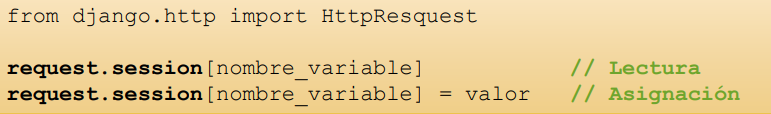 from django.http import HttpResquest
request.session[nombre_variable] // Lectura
request.session[nombre_variable] = valor // Asignación